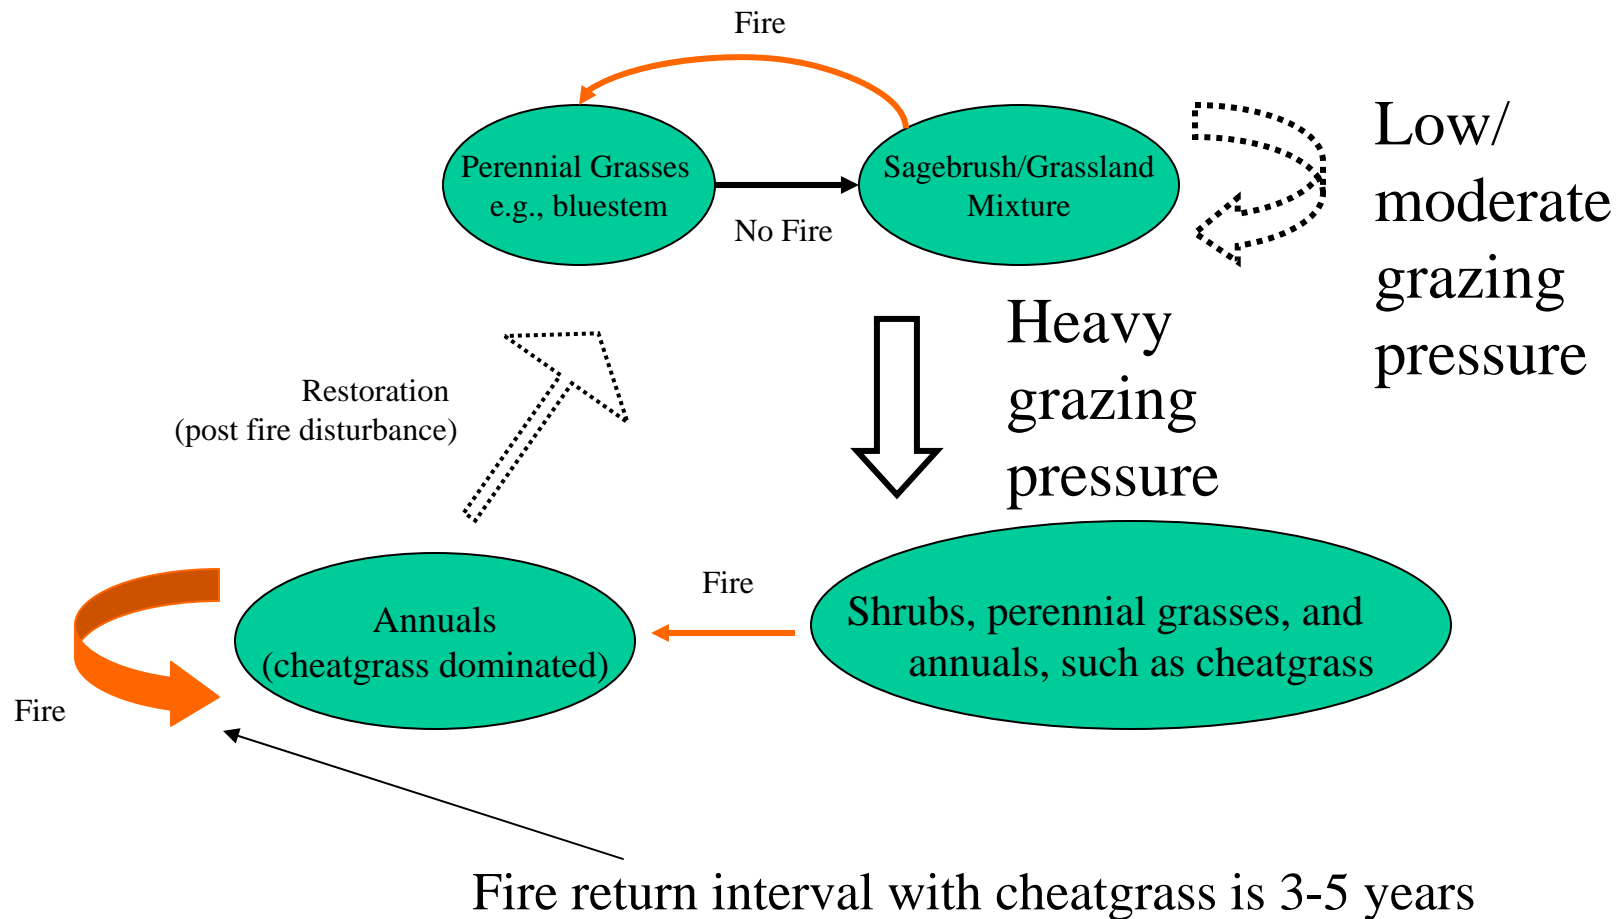 Fire
Perennial Grasses
e.g., bluestem
No Fire
Sagebrush/Grassland
Mixture
Low/
moderate
grazing
pressure
Heavy
grazing
pressure
Restoration
(post fire disturbance)
Fire
Annuals
(cheatgrass dominated)
Fire
Shrubs, perennial grasses, and
annuals, such as cheatgrass
Fire return interval with cheatgrass is 3-5 years